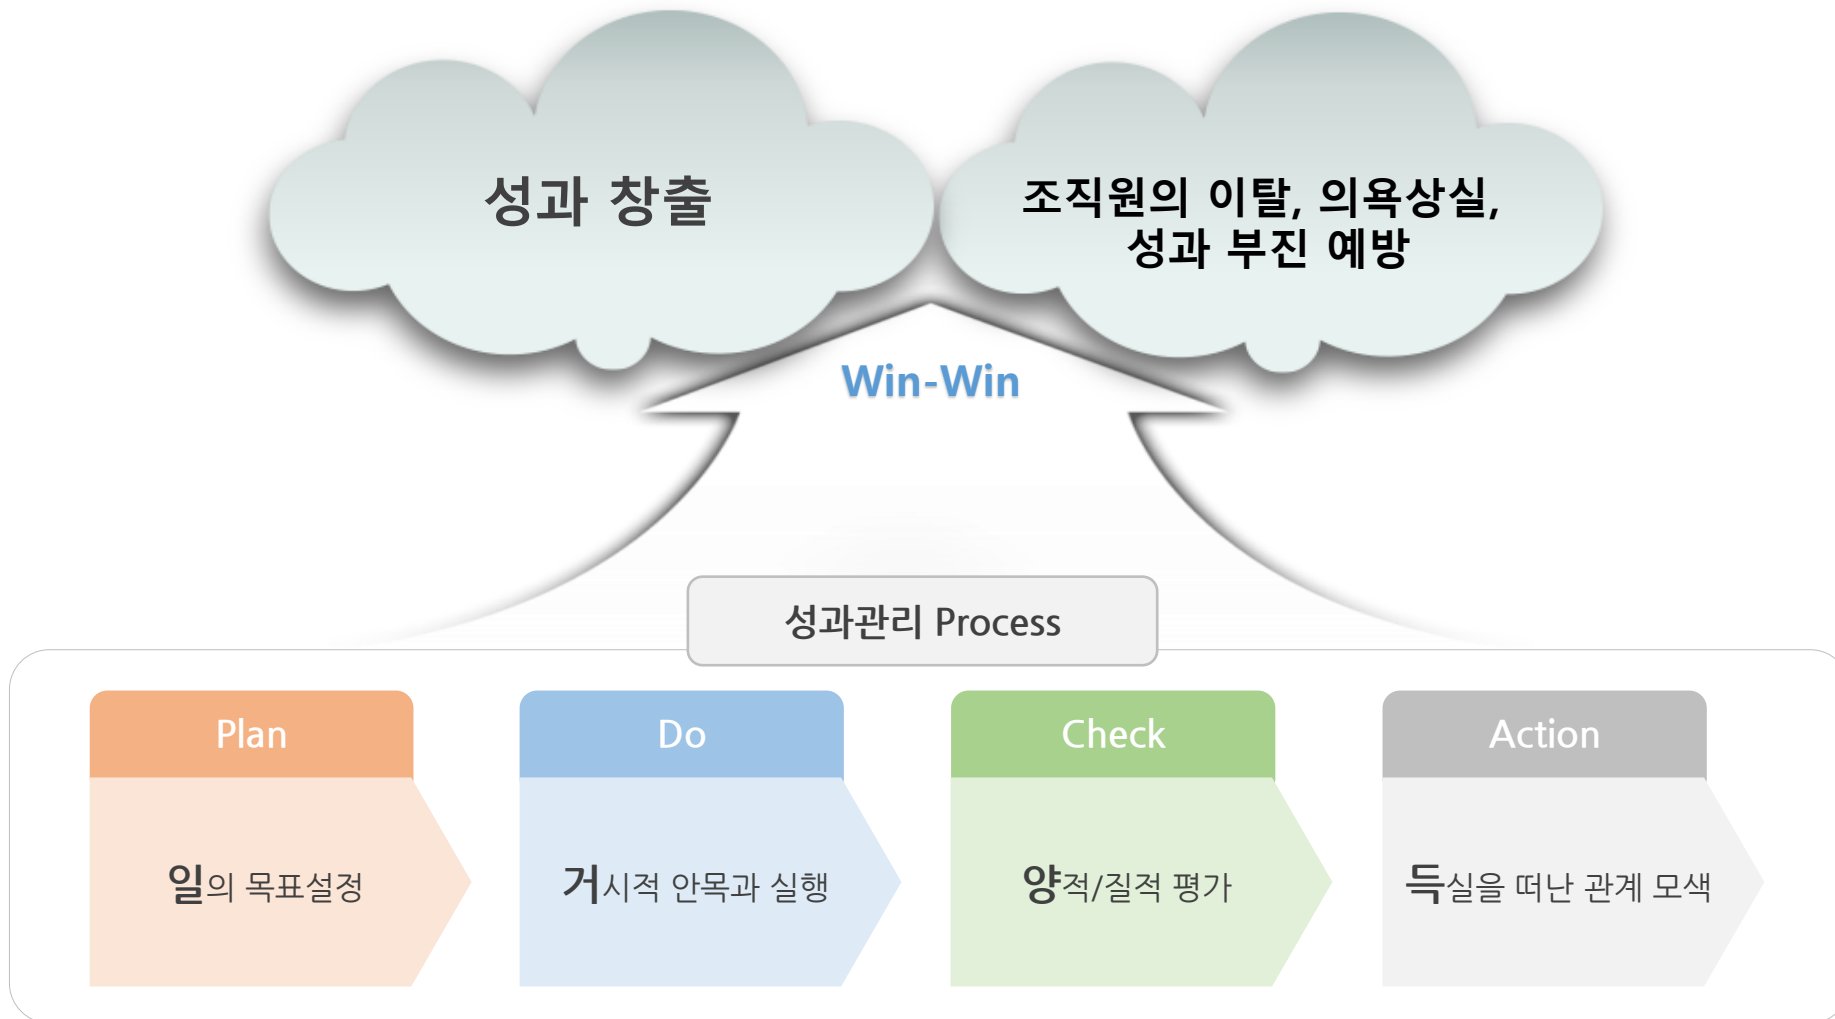 성과 창출
조직원의 이탈, 의욕상실,
성과 부진 예방
Win-Win
성과관리 Process
Plan
일의 목표설정
Do
거시적 안목과 실행
Check
양적/질적 평가
Action
득실을 떠난 관계 모색